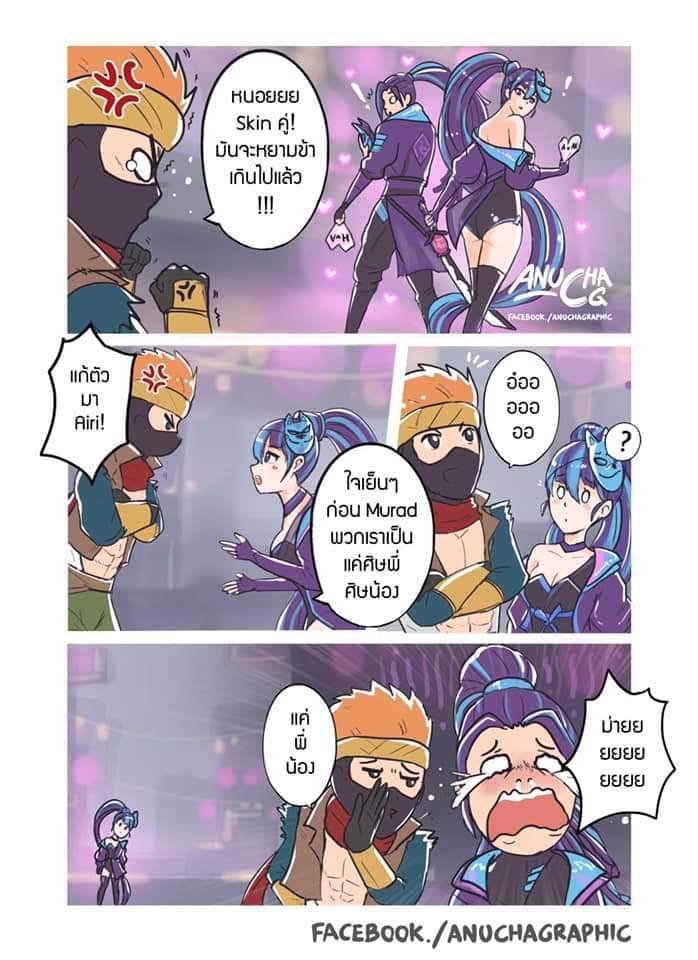 หนอยยย
Skin คู่!
มันจะหยามข้า
เกินไปแล้ว
!!!
!
!
V
H
ANUCHA
G
FACEBOOK./ANUCHAGRAPHIC
แก้ตัว
มา
Airi!
ใจเย็นๆ
ก่อน Murad
พวกเราเป็น
แค่ศิษพี่
ศิษน้อง
อ๋ออ
อออ
ออ
?
แค่
พี่
น้อง
ม่ายย
ยยยย
ยยยย
FACEBOOK./ANUCHAGRAPHIC